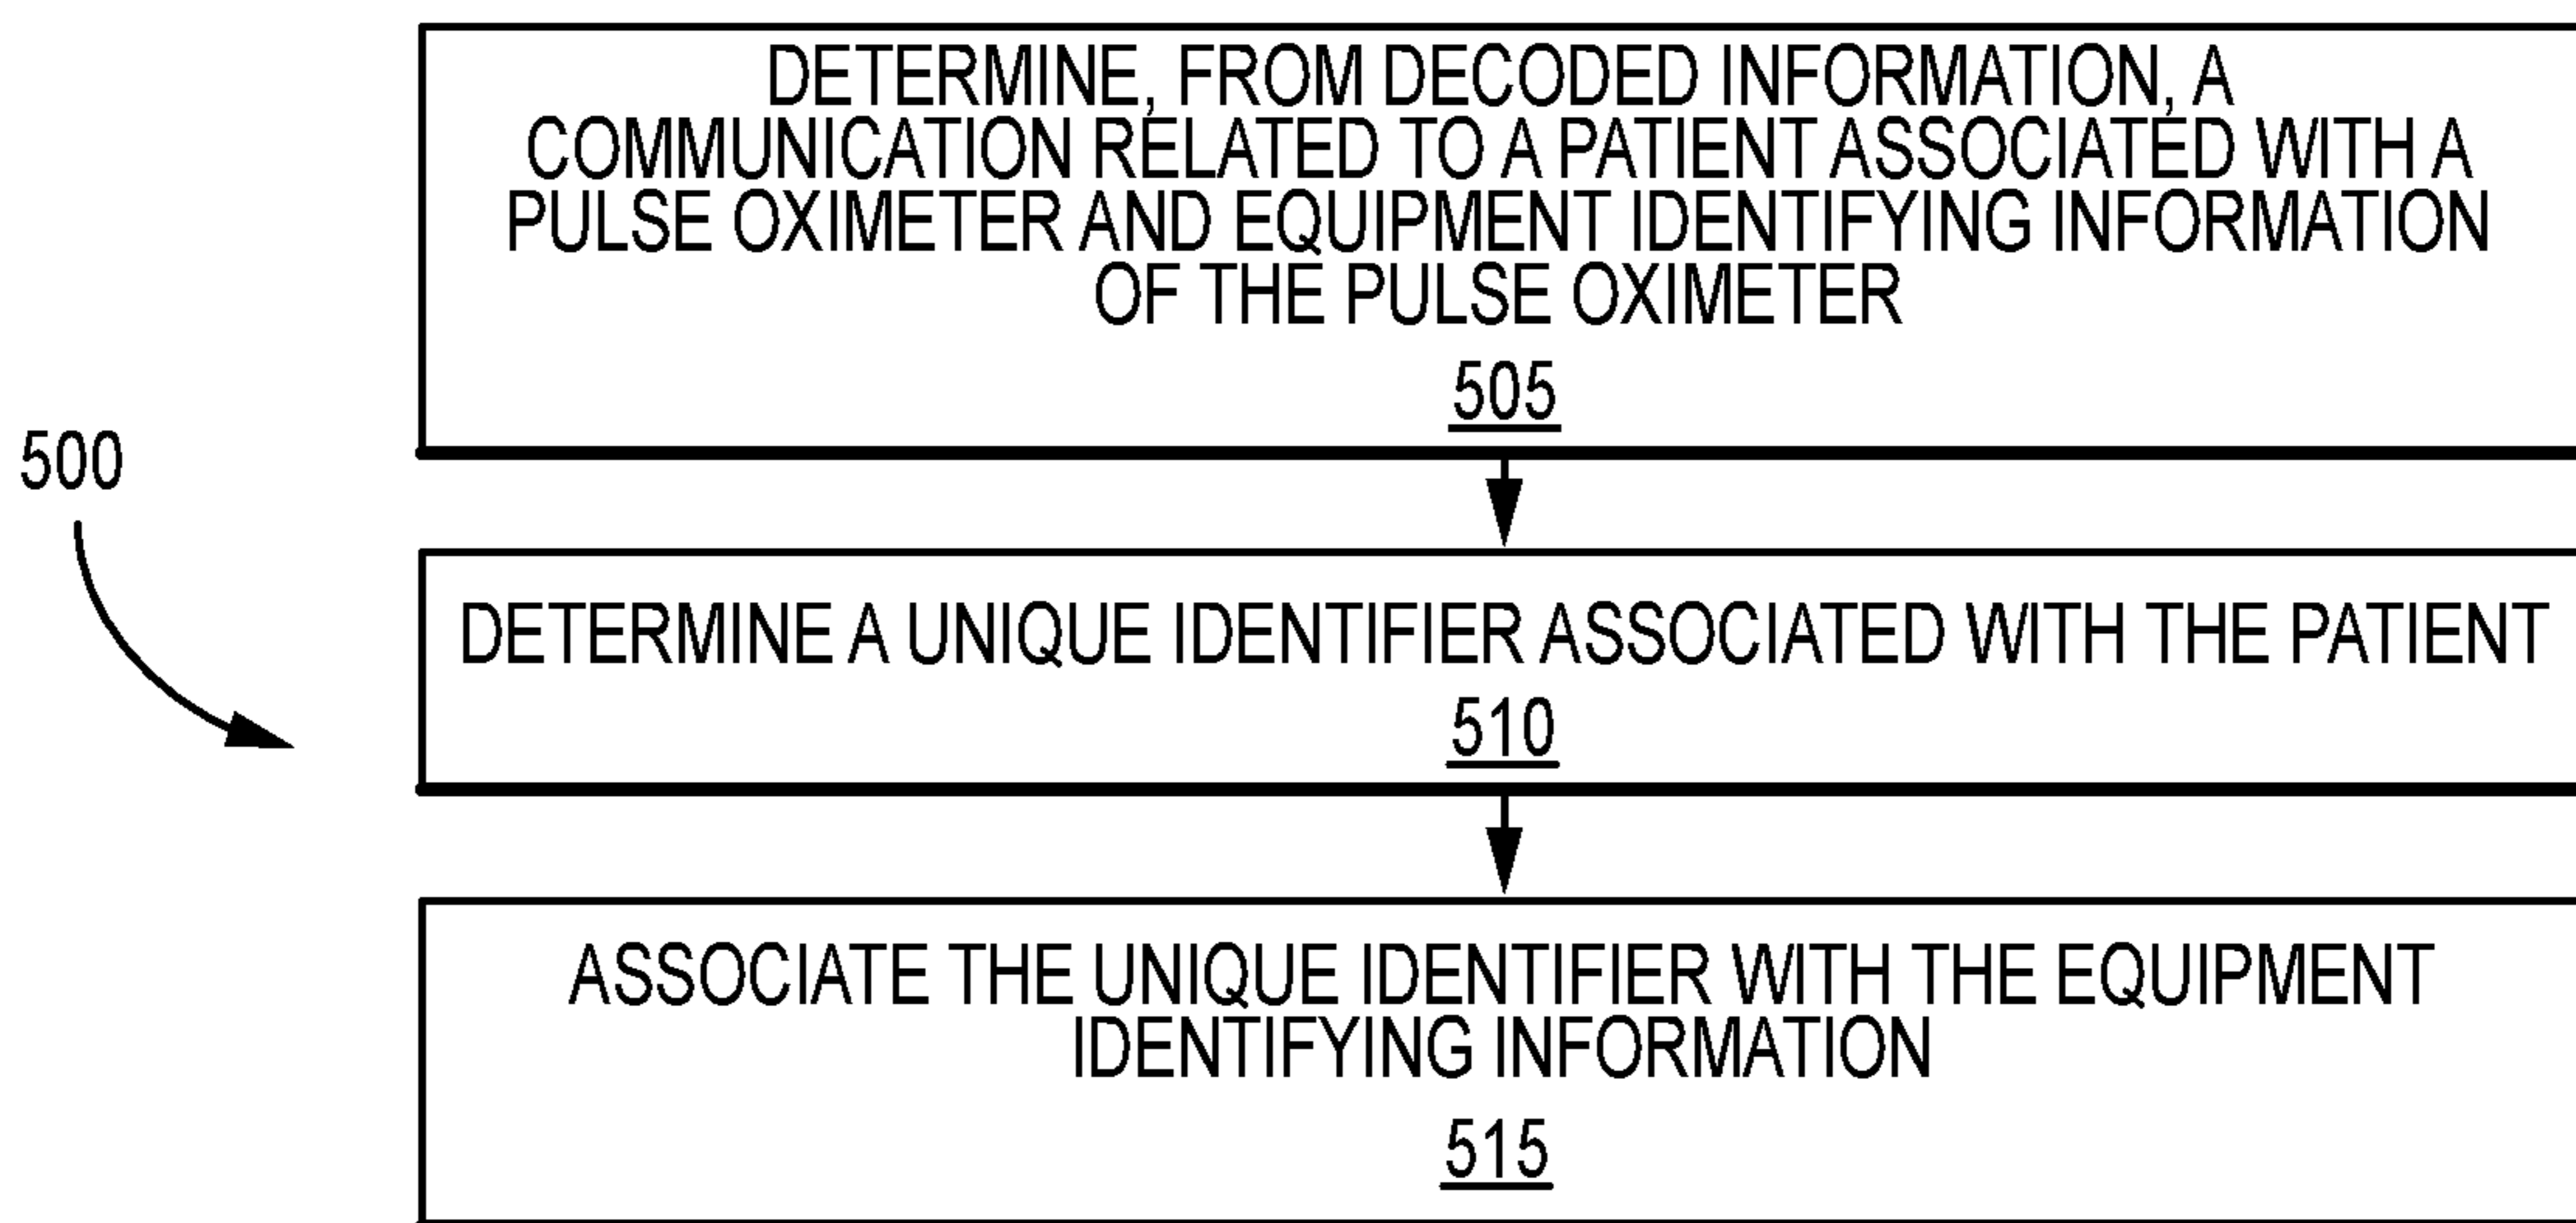 DETERMINE, FROM DECODED INFORMATION, A
COMMUNICATION RELATED TO A PATIENT ASSOCIATED WITH A
PULSE OXIMETER AND EQUIPMENT IDENTIFYING INFORMATION
OF THE PULSE OXIMETER
505
500
DETERMINE A UNIQUE IDENTIFIER ASSOCIATED WITH THE PATIENT
510
ASSOCIATE THE UNIQUE IDENTIFIER WITH THE EQUIPMENT
IDENTIFYING INFORMATION
515